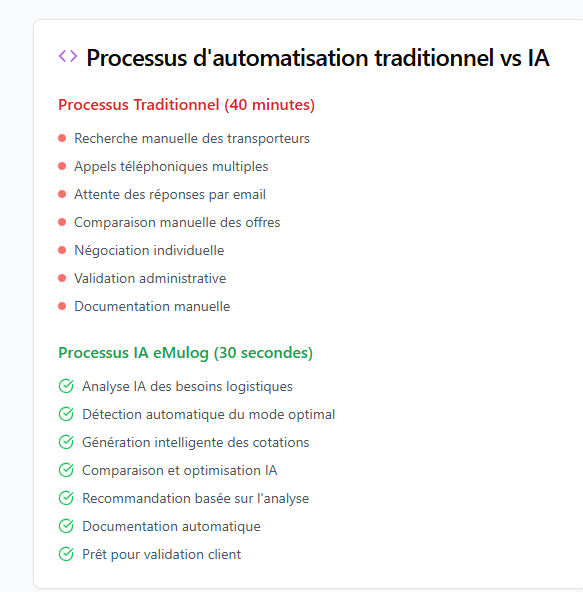 Processus d'automatisation traditionnel vs IA
Processus Traditionnel (40 minutes)
Recherche manuelle des transporteurs
Appels téléphoniques multiples
Attente des réponses par email
Comparaison manuelle des offres
Négociation individuelle
Validation administrative
Documentation manuelle
Processus IA eMulog (30 secondes)
Analyse IA des besoins logistiques
Détection automatique du mode optimal
Génération intelligente des cotations
Comparaison et optimisation IA
Recommandation basée sur l'analyse
Documentation automatique
Prêt pour validation client